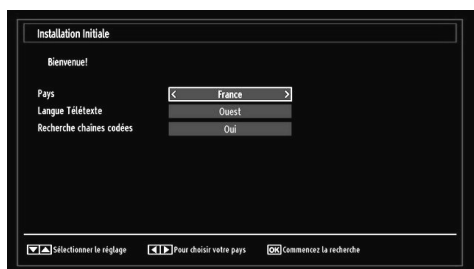 Installation Initiale
Bienvenue!
Pays < France >
Langue Télétexte Ouest
Recherche chaines codées Oui
Sélectionner le réglage Pour choisir votre pays OK Commencez la recherche